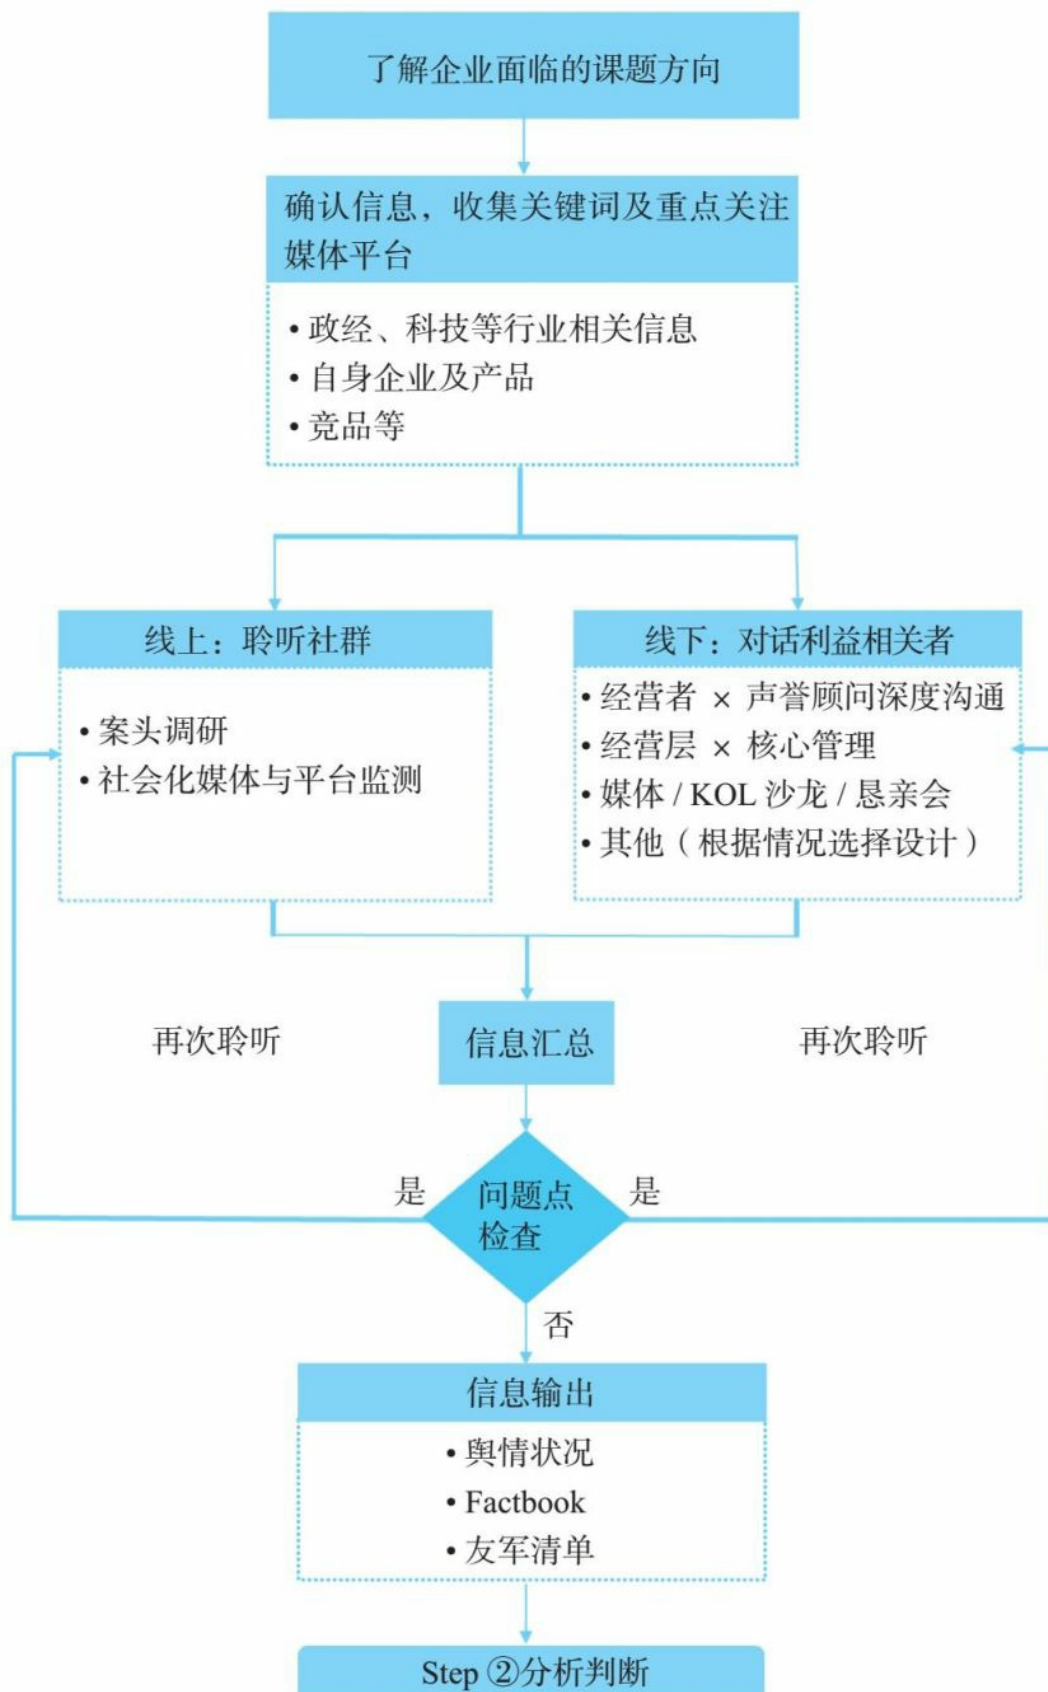 了解企业面临的课题方向
确认信息，收集关键词及重点关注
媒体平台
• 政经、科技等行业相关信息
• 自身企业及产品
• 竞品等
线上：聆听社群
• 案头调研
• 社会化媒体与平台监测
线下：对话利益相关者
• 经营者 × 声誉顾问深度沟通
• 经营层 × 核心管理
• 媒体 / KOL 沙龙 / 恳亲会
• 其他（根据情况选择设计）
再次聆听
信息汇总
再次聆听
是
问题点
检查
是
否
信息输出
• 舆情状况
• Factbook
• 友军清单
Step ②分析判断